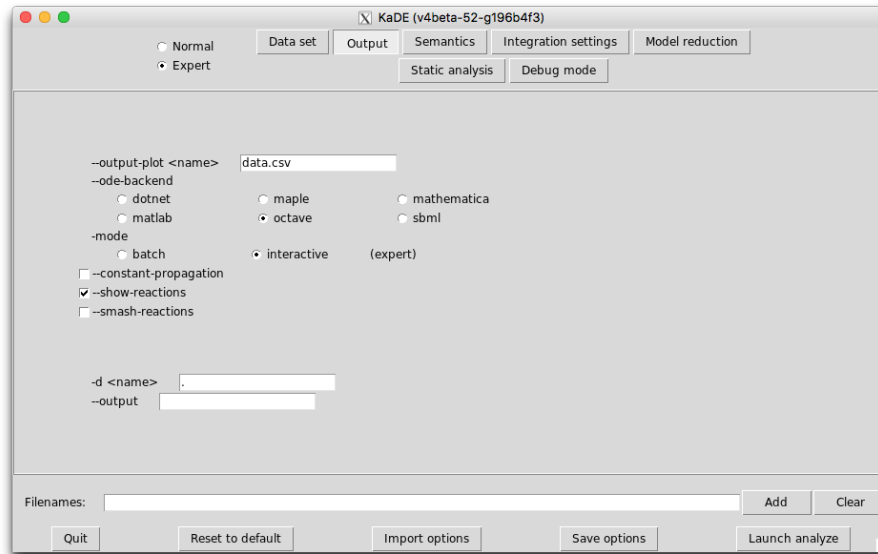 KaDE (v4beta-52-g196b4f3)
Normal Data set Output Semantics Integration settings Model reduction
Expert Static analysis Debug mode
--output-plot <name> data.csv
--ode-backend
dotnet maple mathematica
matlab octave sbml
-mode
batch interactive (expert)
--constant-propagation
--show-reactions
--smash-reactions
-d <name> .
--output
Filenames: Add Clear
Quit Reset to default Import options Save options Launch analyze